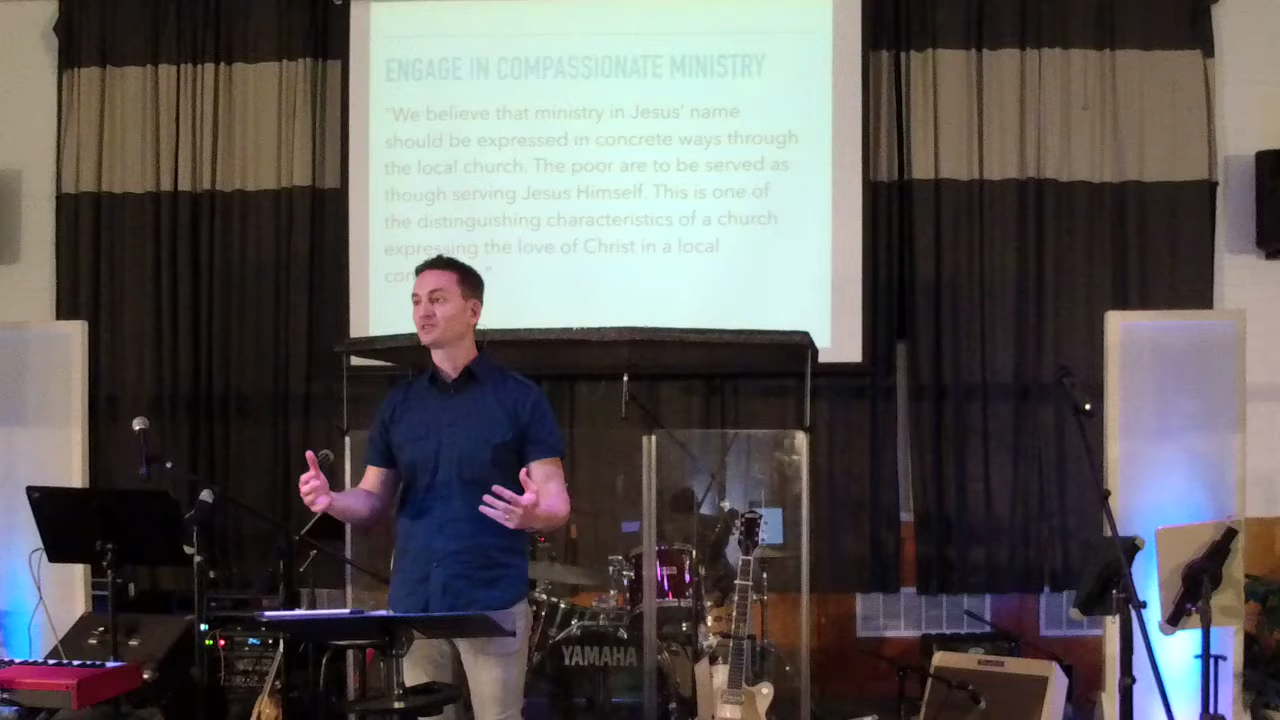 ENGAGE IN COMPASSIONATE MINISTRY
"We believe that ministry in Jesus' name
should be expressed in concrete ways through
the local church. The poor are to be served as
though serving Jesus Himself. This is one of
the distinguishing characteristics of a church
expressing the love of Christ in a local
YAMAHA